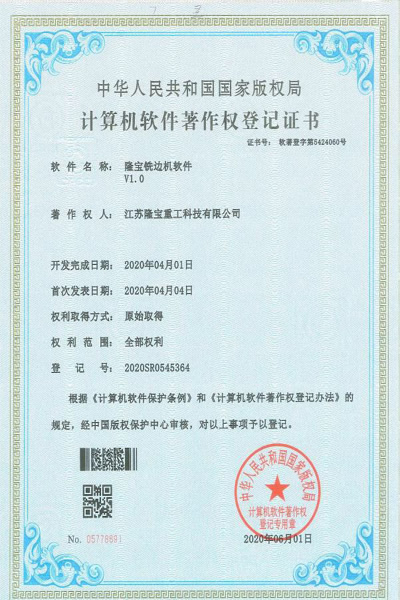 中华人民共和国国家版权局
计算机软件著作权登记证书
证书号： 软著登字第5424060号
软件名称： 隆宝铣边机软件
V1.0
著作权人： 江苏隆宝重工科技有限公司
开发完成日期： 2020年04月01日
首次发表日期： 2020年04月04日
权利取得方式： 原始取得
权利范围： 全部权利
登记号： 2020SR0545364
根据《计算机软件保护条例》和《计算机软件著作权登记办法》的
规定，经中国版权保护中心审核，对以上事项予以登记。
中华人民共和国国家版权局
计算机软件著作权
登记专用章
No. 05778691
2020年06月01日